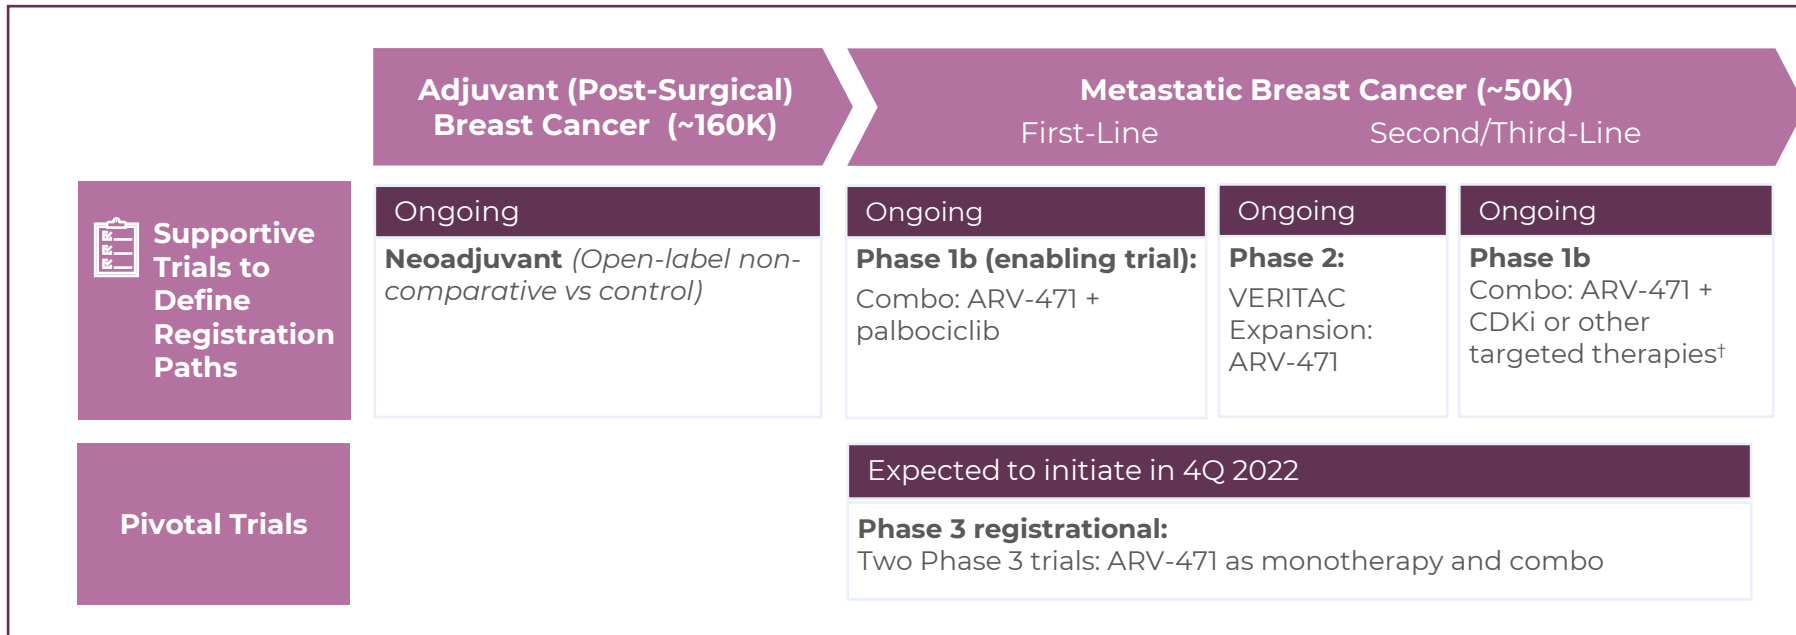 Adjuvant (Post-Surgical)
Breast Cancer (~160K)
Metastatic Breast Cancer (~50K)
First-Line
Second/Third-Line
Supportive
Trials to
Define
Registration
Paths
Ongoing
Neoadjuvant (Open-label non-
comparative vs control)
Ongoing
Phase 1b (enabling trial):
Combo: ARV-471 +
palbociclib
Ongoing
Phase 2:
VERITAC
Expansion:
ARV-471
Ongoing
Phase 1b
Combo: ARV-471 +
CDKi or other
targeted therapies†
Pivotal Trials
Expected to initiate in 4Q 2022
Phase 3 registrational:
Two Phase 3 trials: ARV-471 as monotherapy and combo